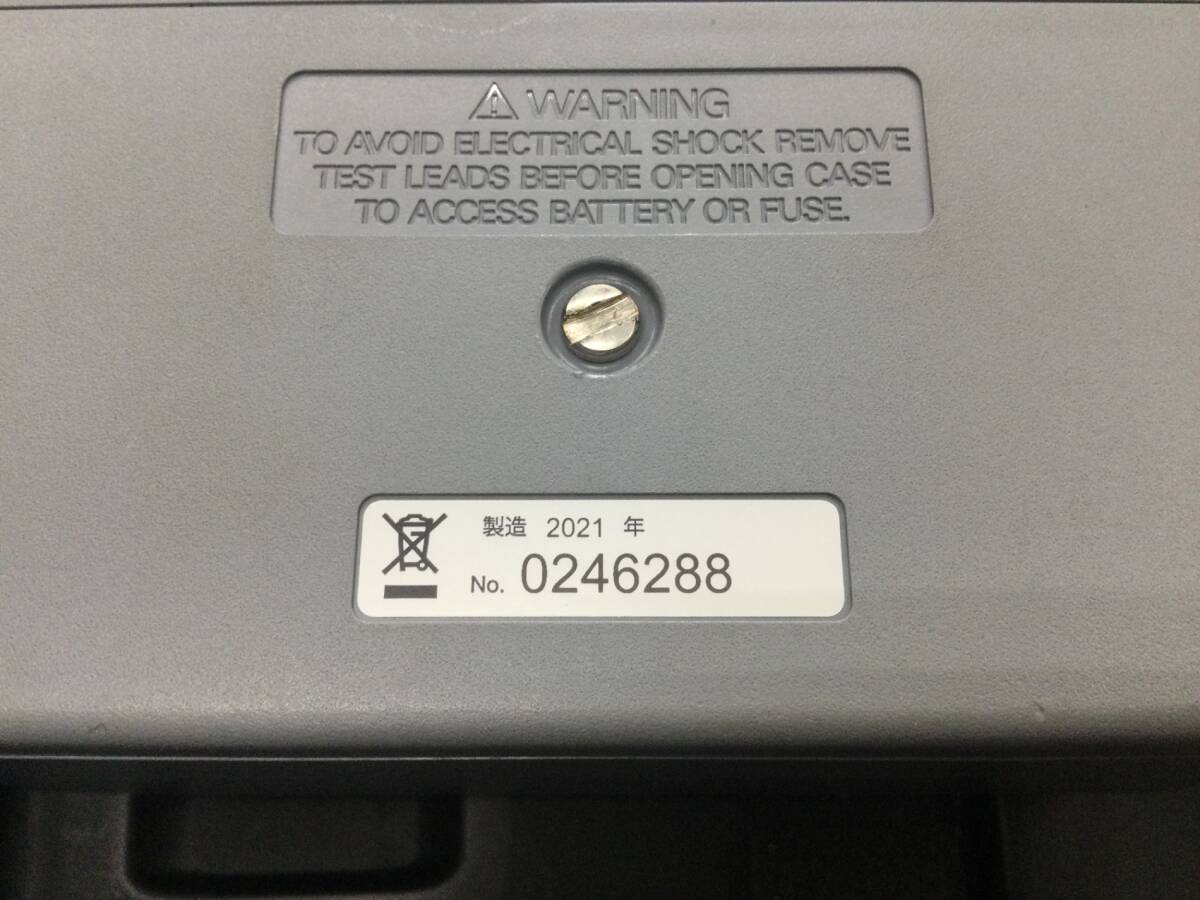 ⚠ WARNING
TO AVOID ELECTRICAL SHOCK REMOVE
TEST LEADS BEFORE OPENING CASE
TO ACCESS BATTERY OR FUSE.
製造 2021 年
No. 0246288